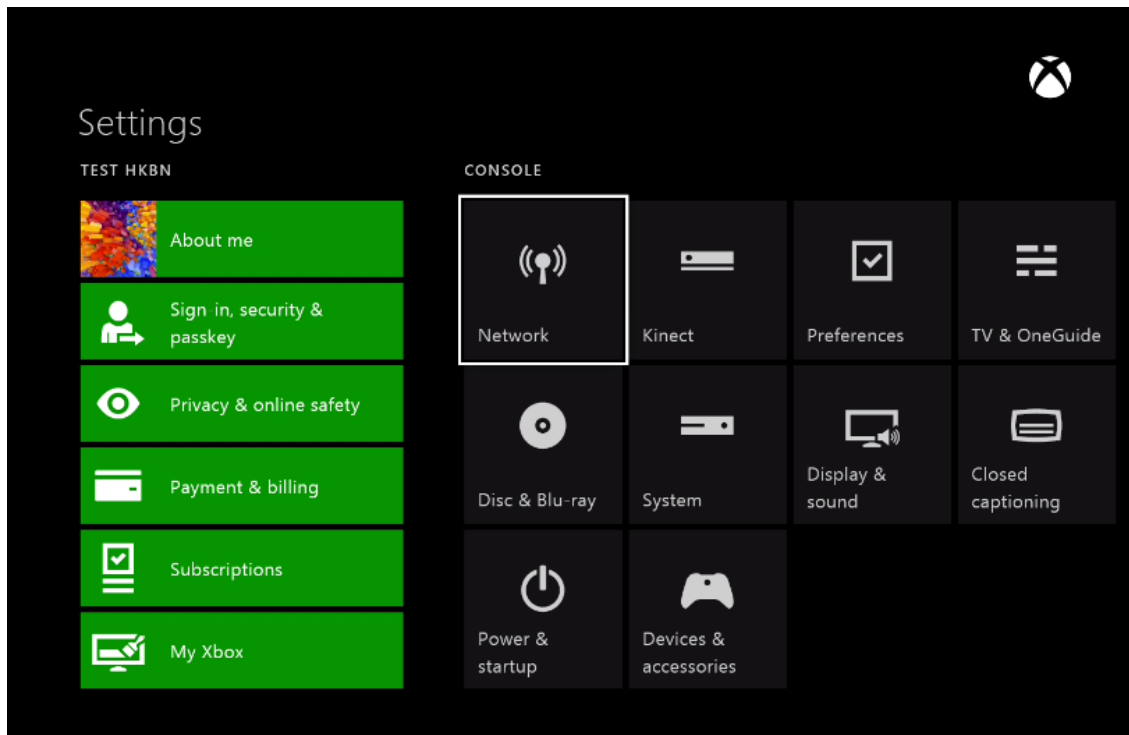 Settings
TEST HKBN
About me
Sign-in, security &
passkey
Privacy & online safety
Payment & billing
Subscriptions
My Xbox
CONSOLE
Network
Kinect
Preferences
TV & OneGuide
Disc & Blu-ray
System
Display &
sound
Closed
captioning
Power &
startup
Devices &
accessories